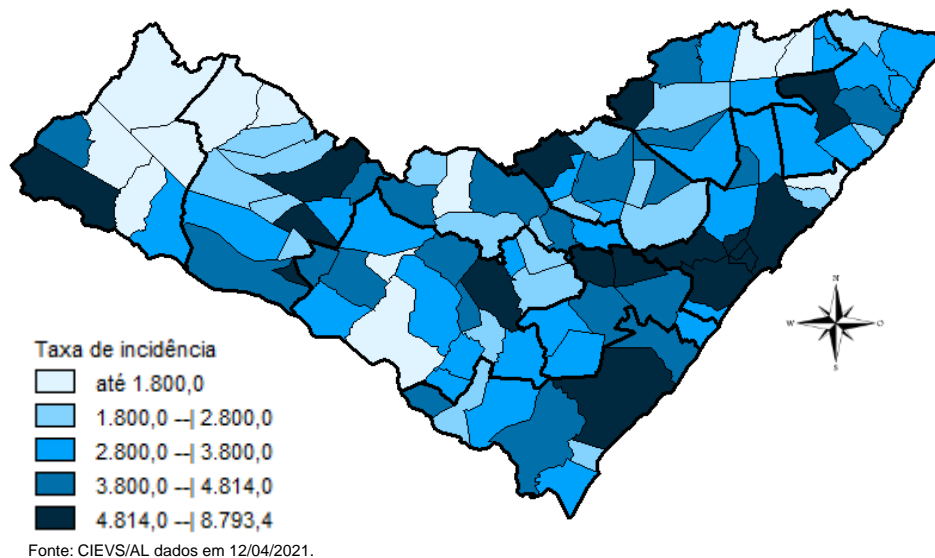 N
W
O
S
Taxa de incidência
até 1.800,0
1.800,0 --| 2.800,0
2.800,0 --| 3.800,0
3.800,0 --| 4.814,0
4.814,0 --| 8.793,4
Fonte: CIEVS/AL dados em 12/04/2021.